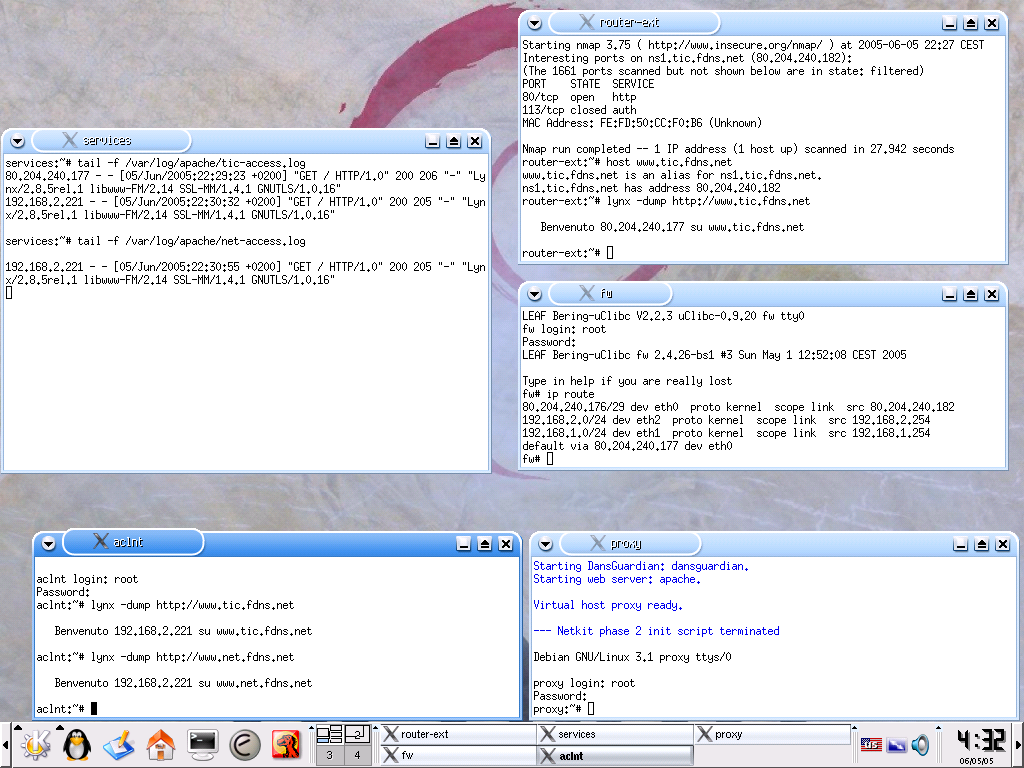 router-ext
Starting nmap 3.75 ( http://www.insecure.org/nmap/ ) at 2005-06-05 22:27 CEST
Interesting ports on ns1.tic.fdns.net (80.204.240.182):
(The 1661 ports scanned but not shown below are in state: filtered)
PORT    STATE  SERVICE
80/tcp  open   http
113/tcp closed auth
MAC Address: FE:FD:50:CC:F0:B6 (Unknown)
Nmap run completed -- 1 IP address (1 host up) scanned in 27.942 seconds
router-ext:~# host www.tic.fdns.net
www.tic.fdns.net is an alias for ns1.tic.fdns.net.
ns1.tic.fdns.net has address 80.204.240.182
router-ext:~# lynx -dump http://www.tic.fdns.net
Benvenuto 80.204.240.177 su www.tic.fdns.net
router-ext:~#
services
services:~# tail -f /var/log/apache/tic-access.log
80.204.240.177 - - [05/Jun/2005:22:29:23 +0200] "GET / HTTP/1.0" 200 206 "-" "Ly
nx/2.8.5rel.1 libwww-FM/2.14 SSL-MM/1.4.1 GNUTLS/1.0.16"
192.168.2.221 - - [05/Jun/2005:22:30:32 +0200] "GET / HTTP/1.0" 200 205 "-" "Lyn
x/2.8.5rel.1 libwww-FM/2.14 SSL-MM/1.4.1 GNUTLS/1.0.16"
services:~# tail -f /var/log/apache/net-access.log
192.168.2.221 - - [05/Jun/2005:22:30:55 +0200] "GET / HTTP/1.0" 200 205 "-" "Lyn
x/2.8.5rel.1 libwww-FM/2.14 SSL-MM/1.4.1 GNUTLS/1.0.16"
fw
LEAF Bering-uClibc V2.2.3 uClibc-0.9.20 fw tty0
fw login: root
Password:
LEAF Bering-uClibc fw 2.4.26-bs1 #3 Sun May 1 12:52:08 CEST 2005
Type in help if you are really lost
fw# ip route
80.204.240.176/29 dev eth0  proto kernel  scope link  src 80.204.240.182
192.168.2.0/24 dev eth2  proto kernel  scope link  src 192.168.2.254
192.168.1.0/24 dev eth1  proto kernel  scope link  src 192.168.1.254
default via 80.204.240.177 dev eth0
fw#
aclnt
aclnt login: root
Password:
aclnt:~# lynx -dump http://www.tic.fdns.net
Benvenuto 192.168.2.221 su www.tic.fdns.net
aclnt:~# lynx -dump http://www.net.fdns.net
Benvenuto 192.168.2.221 su www.net.fdns.net
aclnt:~#
proxy
Starting DansGuardian: dansguardian.
Starting web server: apache.
Virtual host proxy ready.
--- Netkit phase 2 init script terminated
Debian GNU/Linux 3.1 proxy ttys/0
proxy login: root
Password:
proxy:~#
2
3 4
router-ext
services
proxy
fw
aclnt
4:32
06/05/05